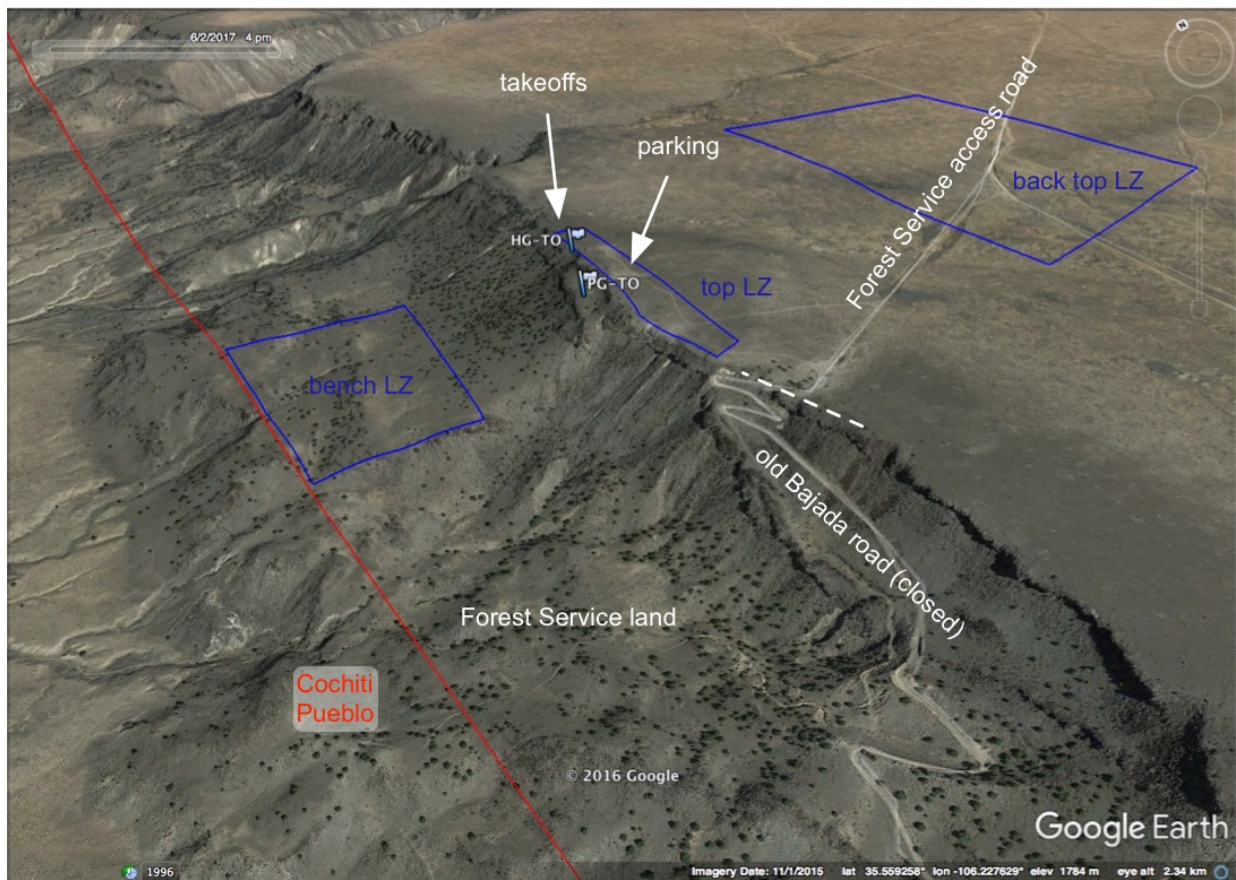 6/2/2017 4 pm
N
takeoffs
parking
Forest Service access road
back top LZ
HG-TO
PG-TO
top LZ
bench LZ
old Bajada road (closed)
Forest Service land
Cochiti
Pueblo
© 2016 Google
Google Earth
1996
Imagery Date: 11/1/2015 lat 35.559258° lon -106.227629° elev 1784 m eye alt 2.34 km